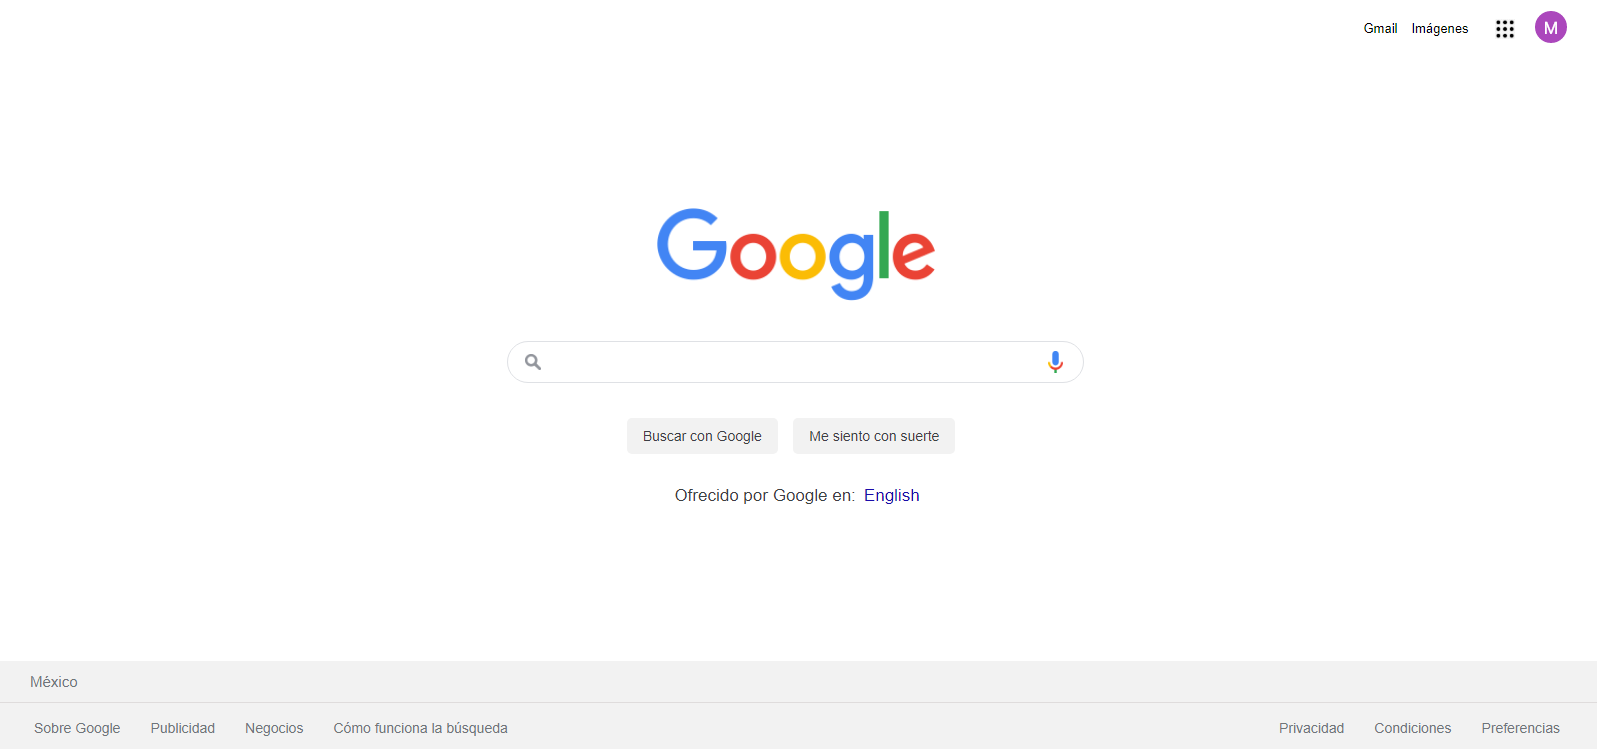 Gmail Imágenes M
Google
Buscar con Google Me siento con suerte
Ofrecido por Google en: English
México
Sobre Google Publicidad Negocios Cómo funciona la búsqueda Privacidad Condiciones Preferencias